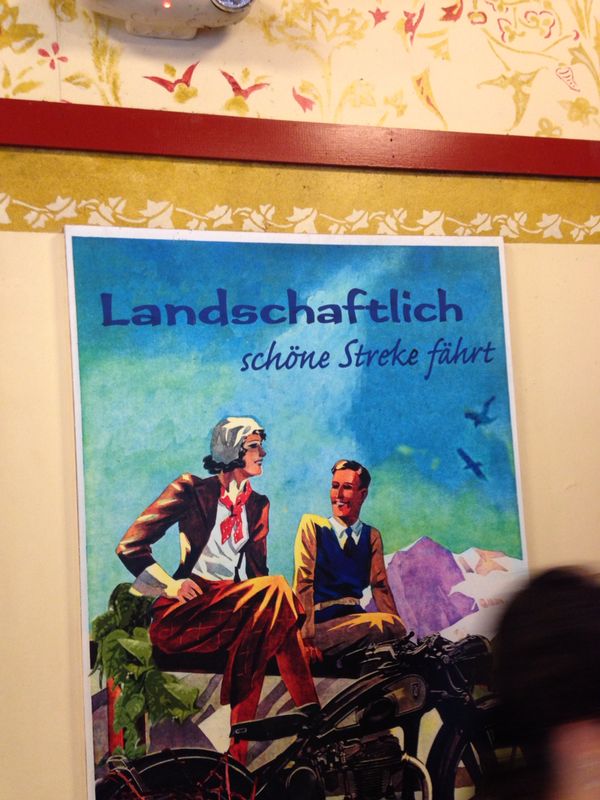 Landschaftlich
schöne Streke fährt